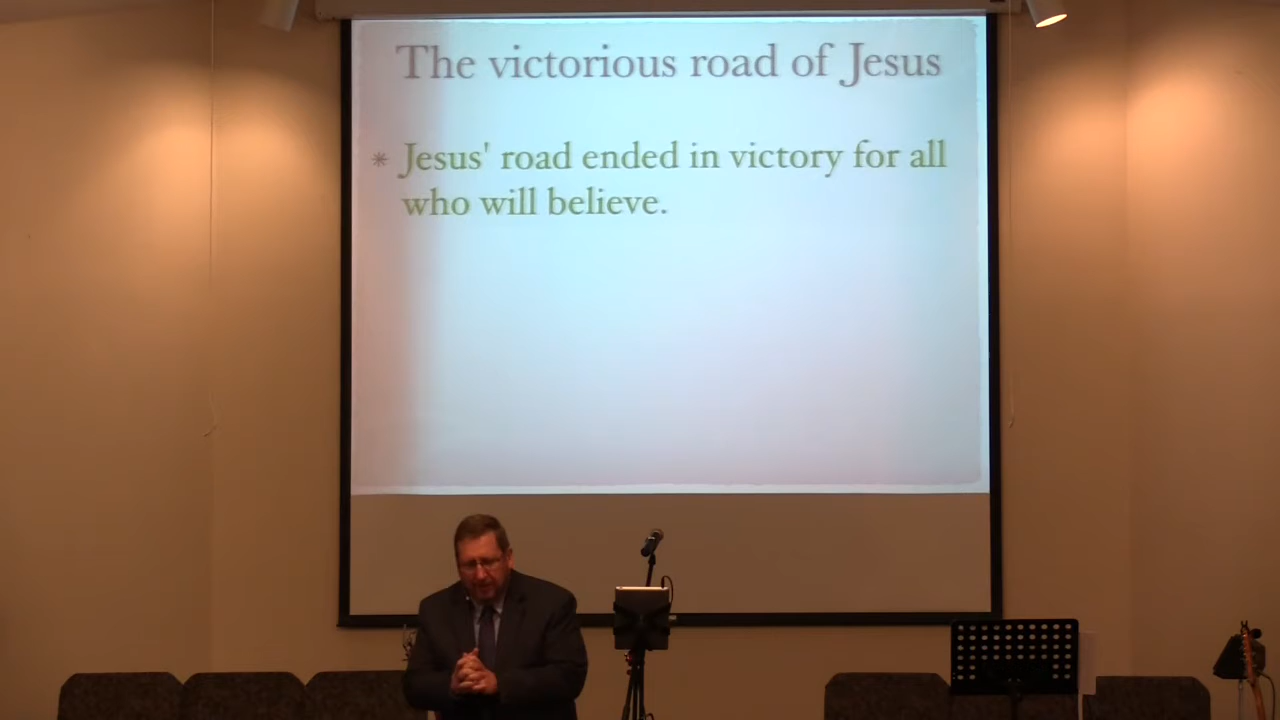 The victorious road of Jesus
* Jesus' road ended in victory for all
who will believe.